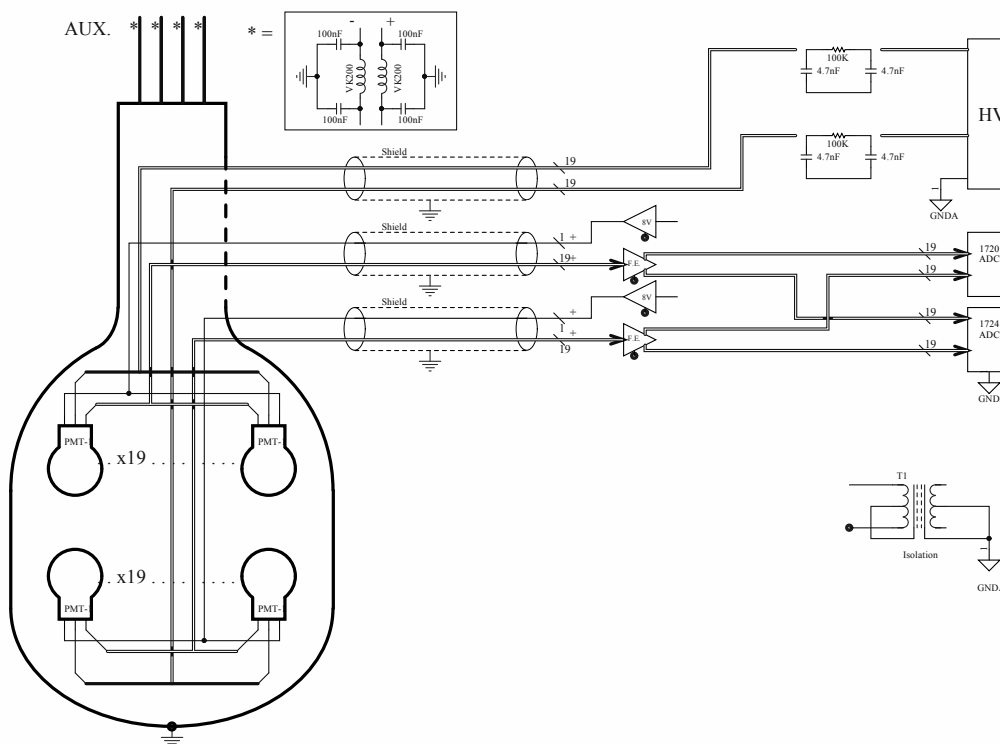 AUX. * * * * * =
- +
100nF 100nF
VK200 VK200
100nF 100nF
100K
4.7nF 4.7nF
HV
100K
4.7nF 4.7nF
1
GNDA
Shield
19
19
Shield
8V
1 +
19+
F.E.
19
19
1720
ADC
Shield
8V
+
1 +
19
F.E.
19
19
1724
ADC
GND
PMT- x19 PMT-
T1
Isolation
1
GNDA
x19
PMT- PMT-